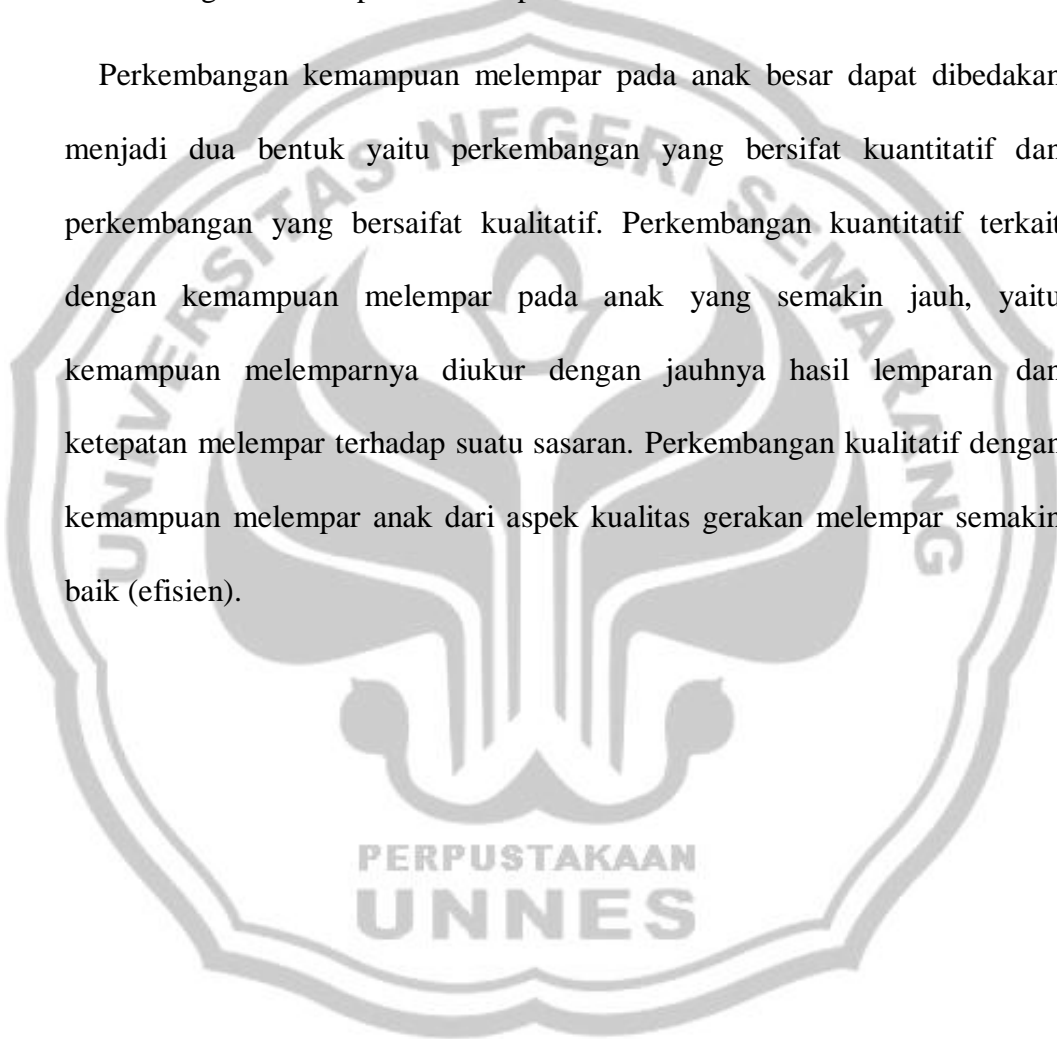 Perkembangan kemampuan melempar pada anak besar dapat dibedakan
menjadi dua bentuk yaitu perkembangan yang bersifat kuantitatif dan
perkembangan yang bersaifat kualitatif. Perkembangan kuantitatif terkait
dengan kemampuan melempar pada anak yang semakin jauh, yaitu
kemampuan melemparnya diukur dengan jauhnya hasil lemparan dan
ketepatan melempar terhadap suatu sasaran. Perkembangan kualitatif dengan
kemampuan melempar anak dari aspek kualitas gerakan melempar semakin
baik (efisien).
UNIVERSITAS NEGERI SEMARANG
PERPUSTAKAAN
UNNES